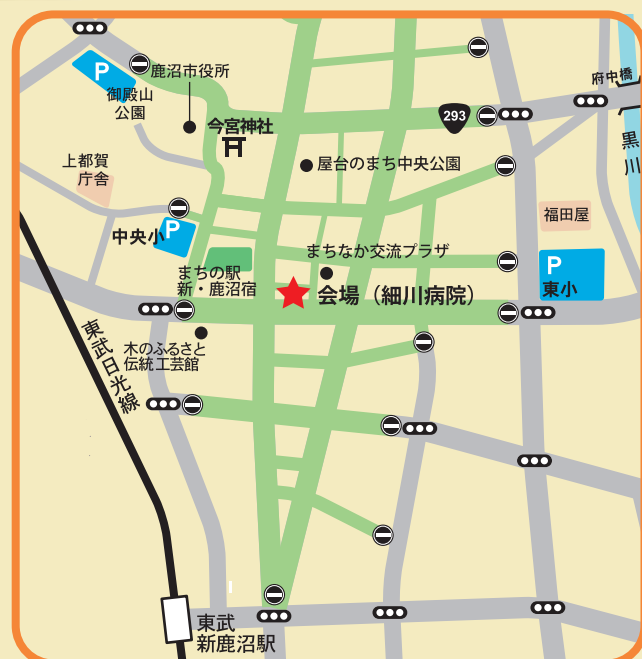 P
鹿沼市役所
御殿山
公園
今宮神社
293
府中橋
黒川
上都賀
庁舎
屋台のまち中央公園
中央小
P
福田屋
まちなか交流プラザ
まちの駅
新・鹿沼宿
会場（細川病院）
P
東小
木のふるさと
伝統工芸館
東武日光線
東武
新鹿沼駅